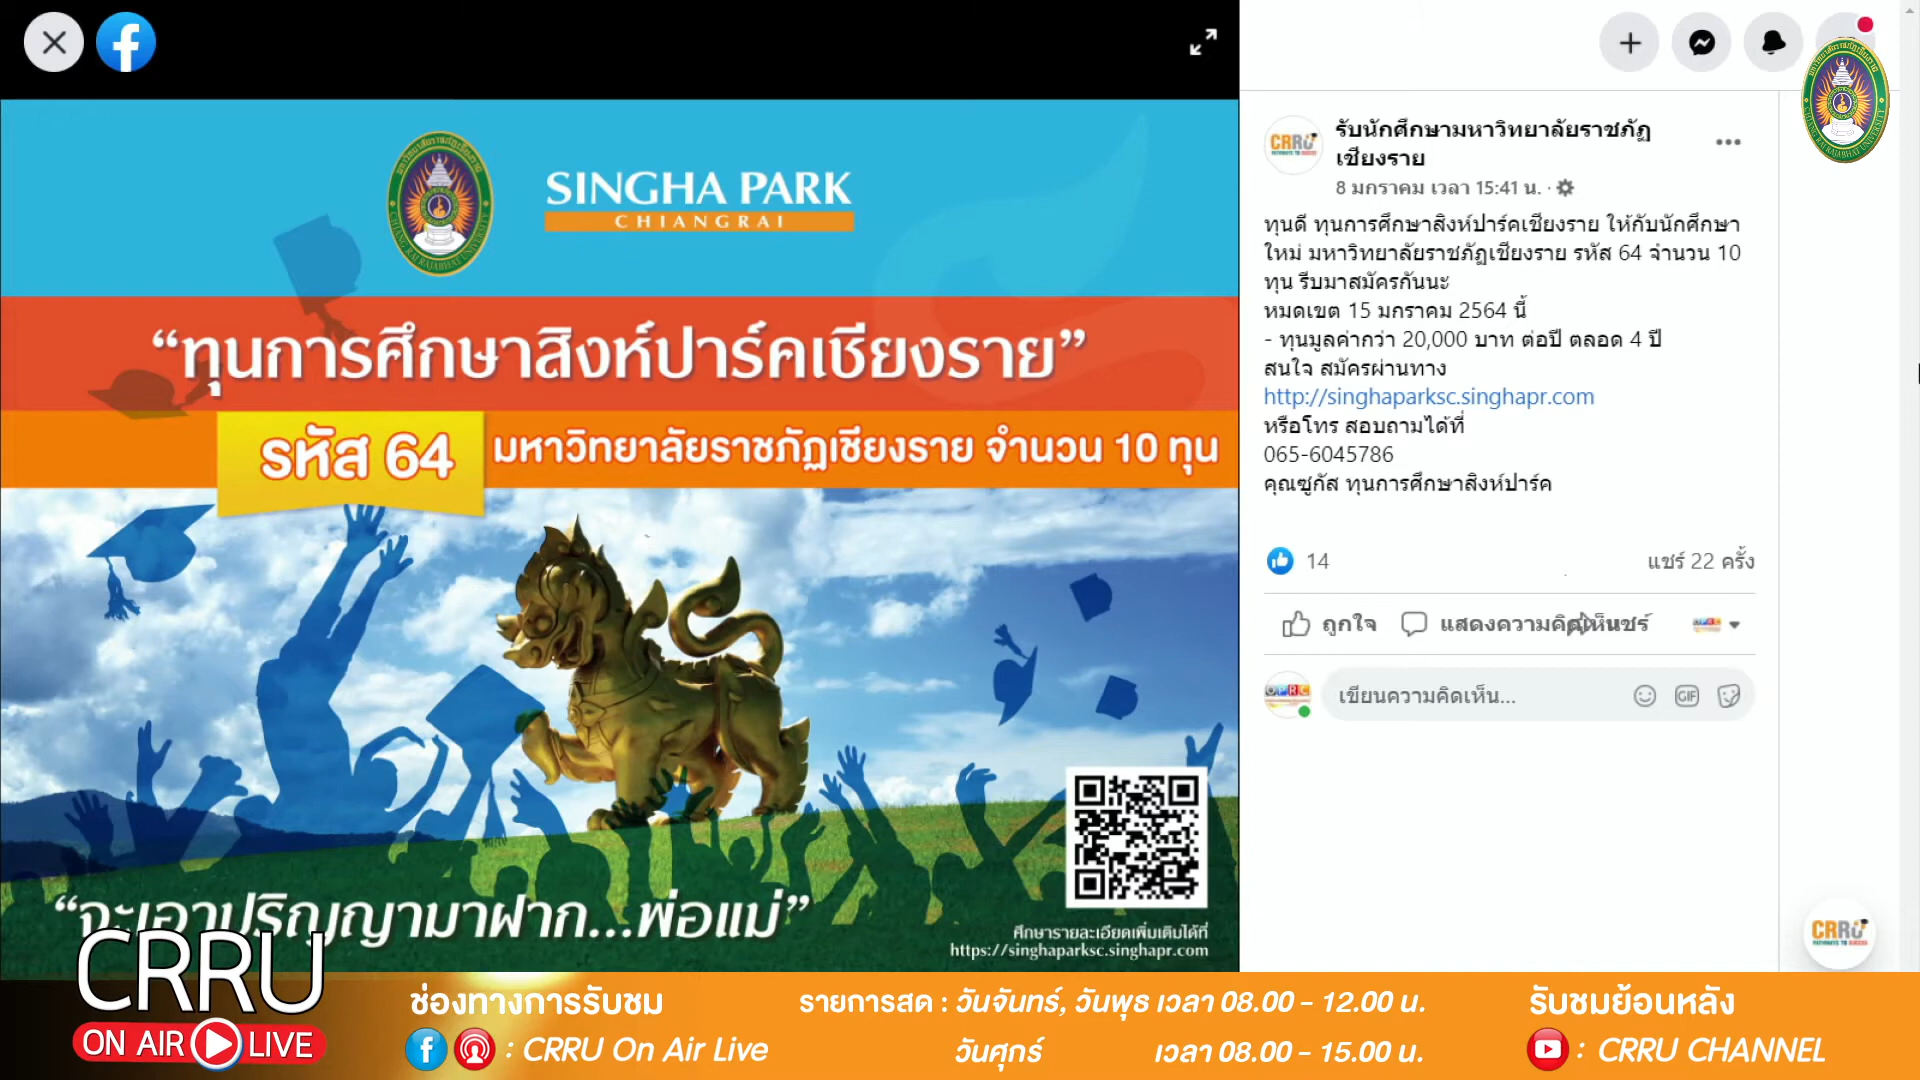 SINGHA PARK
CHIANGRAI
“ทุนการศึกษาสิงห์ปาร์คเชียงราย”
รหัส 64
มหาวิทยาลัยราชภัฏเชียงราย จำนวน 10 ทุน
“จะเอาปริญญามาฝาก...พ่อแม่”
ศึกษารายละเอียดเพิ่มเติมได้ที่
https://singhaparksc.singhapr.com
รับนักศึกษามหาวิทยาลัยราชภัฏ
เชียงราย
8 มกราคม เวลา 15:41 น. ·
ทุนดี ทุนการศึกษาสิงห์ปาร์คเชียงราย ให้กับนักศึกษา
ใหม่ มหาวิทยาลัยราชภัฏเชียงราย รหัส 64 จำนวน 10
ทุน รีบมาสมัครกันนะ
หมดเขต 15 มกราคม 2564 นี้
- ทุนมูลค่ากว่า 20,000 บาท ต่อปี ตลอด 4 ปี
สนใจ สมัครผ่านทาง
http://singhaparksc.singhapr.com
หรือโทร สอบถามได้ที่
065-6045786
คุณซูกัส ทุนการศึกษาสิงห์ปาร์ค
14
แชร์ 22 ครั้ง
ถูกใจ
แสดงความคิดเห็น
แชร์
เขียนความคิดเห็น...
GIF
CRRU
PATHWAYS TO SUCCESS
CRRU
ON AIR LIVE
ช่องทางการรับชม
: CRRU On Air Live
รายการสด : วันจันทร์, วันพุธ เวลา 08.00 - 12.00 น.
วันศุกร์ เวลา 08.00 - 15.00 น.
รับชมย้อนหลัง
: CRRU CHANNEL